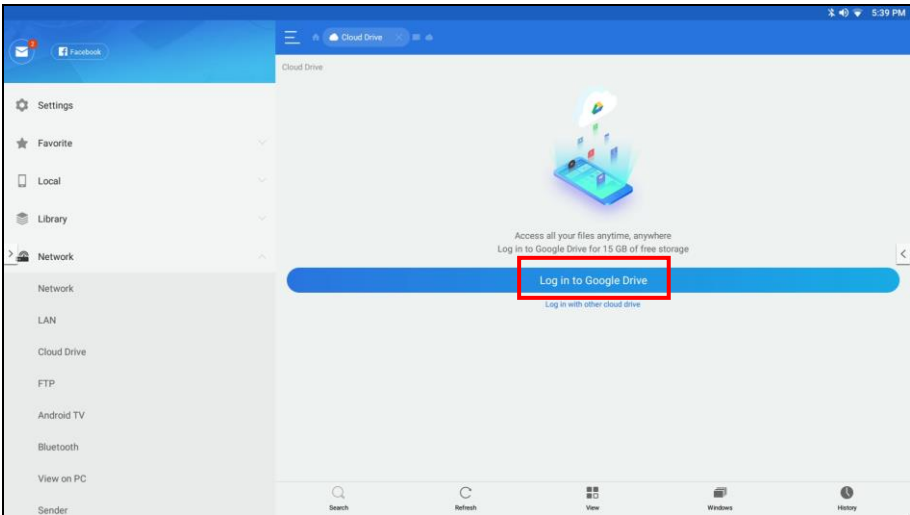 5:39 PM
3
Facebook
Cloud Drive
Cloud Drive
Settings
Favorite
Local
Library
Network
Network
LAN
Cloud Drive
FTP
Android TV
Bluetooth
View on PC
Sender
Access all your files anytime, anywhere
Log in to Google Drive for 15 GB of free storage
Log in to Google Drive
Log in with other cloud drive
Search
Refresh
View
Windows
History